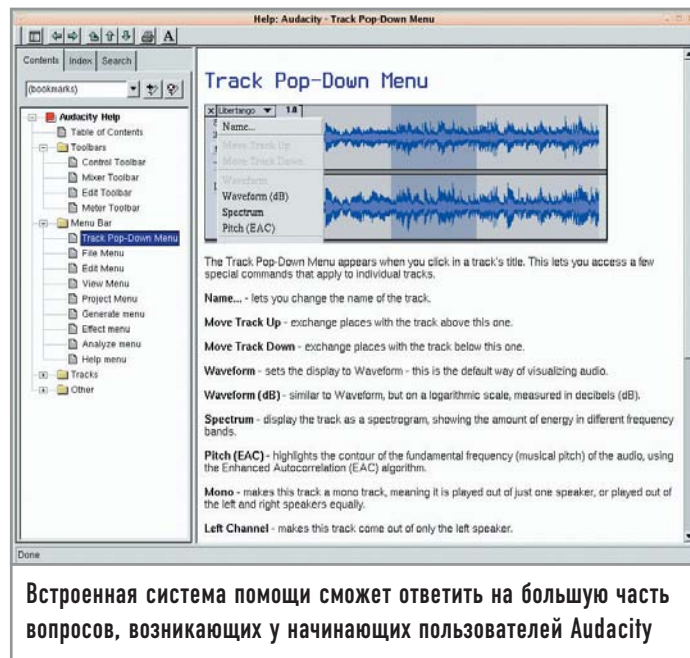 Help: Audacity - Track Pop-Down Menu
Contents Index Search
(bookmarks)
Audacity Help
Table of Contents
Toolbars
Control Toolbar
Mixer Toolbar
Edit Toolbar
Meter Toolbar
Menu Bar
Track Pop-Down Menu
File Menu
Edit Menu
View Menu
Project Menu
Generate menu
Effect menu
Analyze menu
Help menu
Tracks
Other
Track Pop-Down Menu
Libertango 1.0
Name...
Move Track Up
Move Track Down
Waveform
Waveform (dB)
Spectrum
Pitch (EAC)
The Track Pop-Down Menu appears when you click in a track's title. This lets you access a few
special commands that apply to individual tracks.
Name... - lets you change the name of the track.
Move Track Up - exchange places with the track above this one.
Move Track Down - exchange places with the track below this one.
Waveform - sets the display to Waveform - this is the default way of visualizing audio.
Waveform (dB) - similar to Waveform, but on a logarithmic scale, measured in decibels (dB).
Spectrum - display the track as a spectrogram, showing the amount of energy in different frequency
bands.
Pitch (EAC) - highlights the contour of the fundamental frequency (musical pitch) of the audio, using
the Enhanced Autocorrelation (EAC) algorithm.
Mono - makes this track a mono track, meaning it is played out of just one speaker, or played out of
the left and right speakers equally.
Left Channel - makes this track come out of only the left speaker.
Done
Встроенная система помощи сможет ответить на большую часть
вопросов, возникающих у начинающих пользователей Audacity